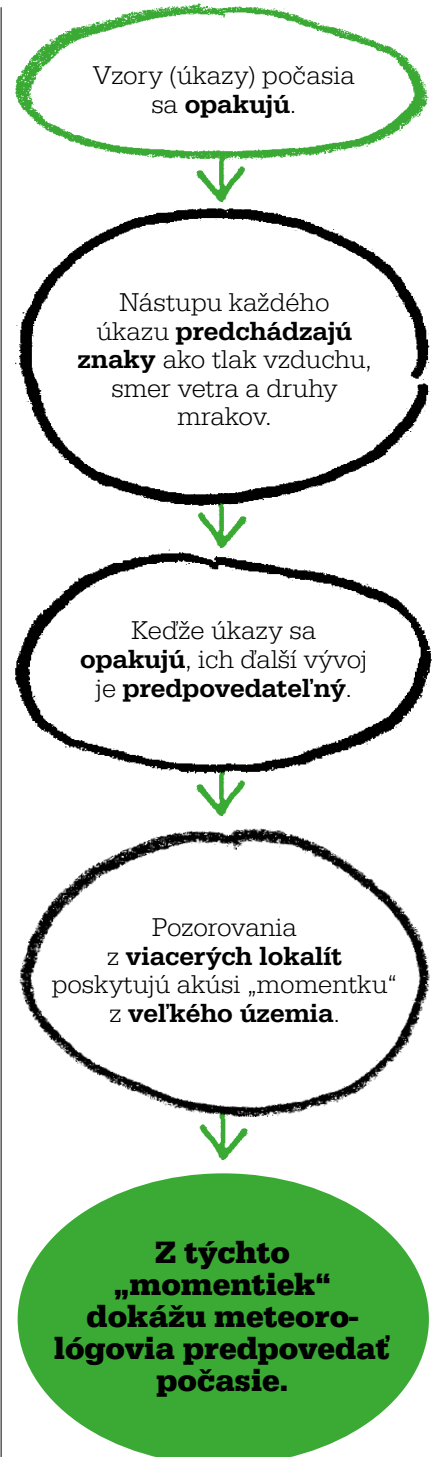 Vzory (úkazy) počasia
sa opakujú.
Nástupu každého
úkazu predchádzajú
znaky ako tlak vzduchu,
smer vetra a druhy
mrakov.
Keďže úkazy sa
opakujú, ich ďalší vývoj
je predpovedateľný.
Pozorovania
z viacerých lokalít
poskytujú akúsi „momentku“
z veľkého územia.
Z týchto
„momentiek“
dokážu meteoro-
lógovia predpovedať
počasie.